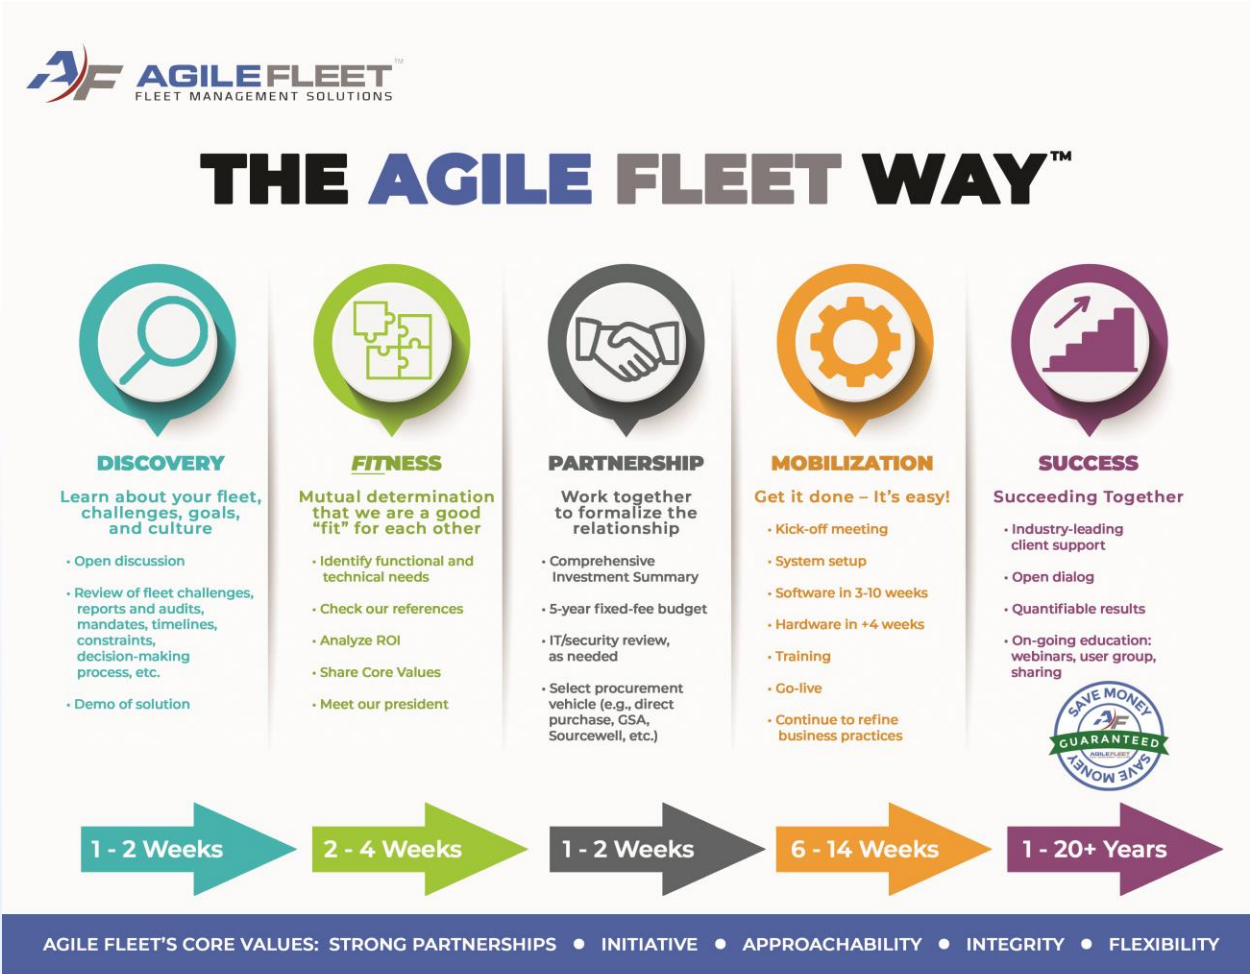 AF AGILE FLEET™
FLEET MANAGEMENT SOLUTIONS
THE AGILE FLEET WAY™
DISCOVERY
Learn about your fleet,
challenges, goals,
and culture
• Open discussion
• Review of fleet challenges,
reports and audits,
mandates, timelines,
constraints,
decision-making
process, etc.
• Demo of solution
FITNESS
Mutual determination
that we are a good
“fit” for each other
• Identify functional and
technical needs
• Check our references
• Analyze ROI
• Share Core Values
• Meet our president
PARTNERSHIP
Work together
to formalize the
relationship
• Comprehensive
Investment Summary
• 5-year fixed-fee budget
• IT/security review,
as needed
• Select procurement
vehicle (e.g., direct
purchase, GSA,
Sourcewell, etc.)
MOBILIZATION
Get it done – It’s easy!
• Kick-off meeting
• System setup
• Software in 3-10 weeks
• Hardware in +4 weeks
• Training
• Go-live
• Continue to refine
business practices
SUCCESS
Succeeding Together
• Industry-leading
client support
• Open dialog
• Quantifiable results
• On-going education:
webinars, user group,
sharing
SAVE MONEY
AF
GUARANTEED
AGILEFLEET
SAVE MONEY
1 - 2 Weeks
2 - 4 Weeks
1 - 2 Weeks
6 - 14 Weeks
1 - 20+ Years
AGILE FLEET’S CORE VALUES: STRONG PARTNERSHIPS ● INITIATIVE ● APPROACHABILITY ● INTEGRITY ● FLEXIBILITY